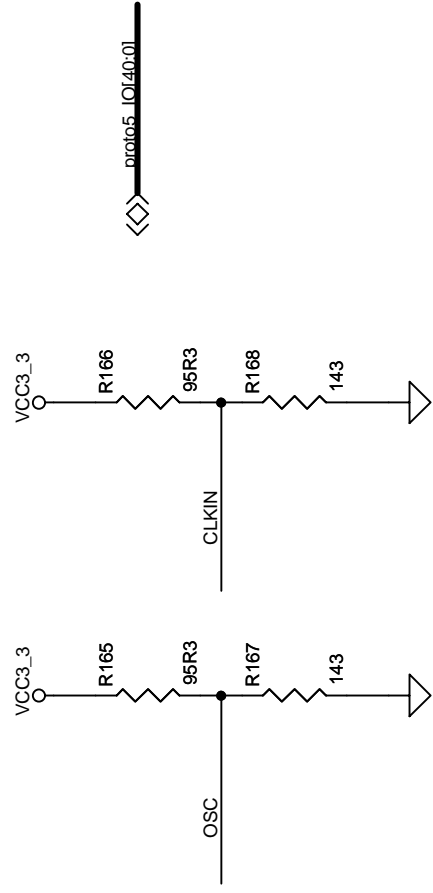 proto5_IO[40:0]
VCC3_3
R166
95R3
R168
143
CLKIN
VCC3_3
R165
95R3
R167
143
OSC